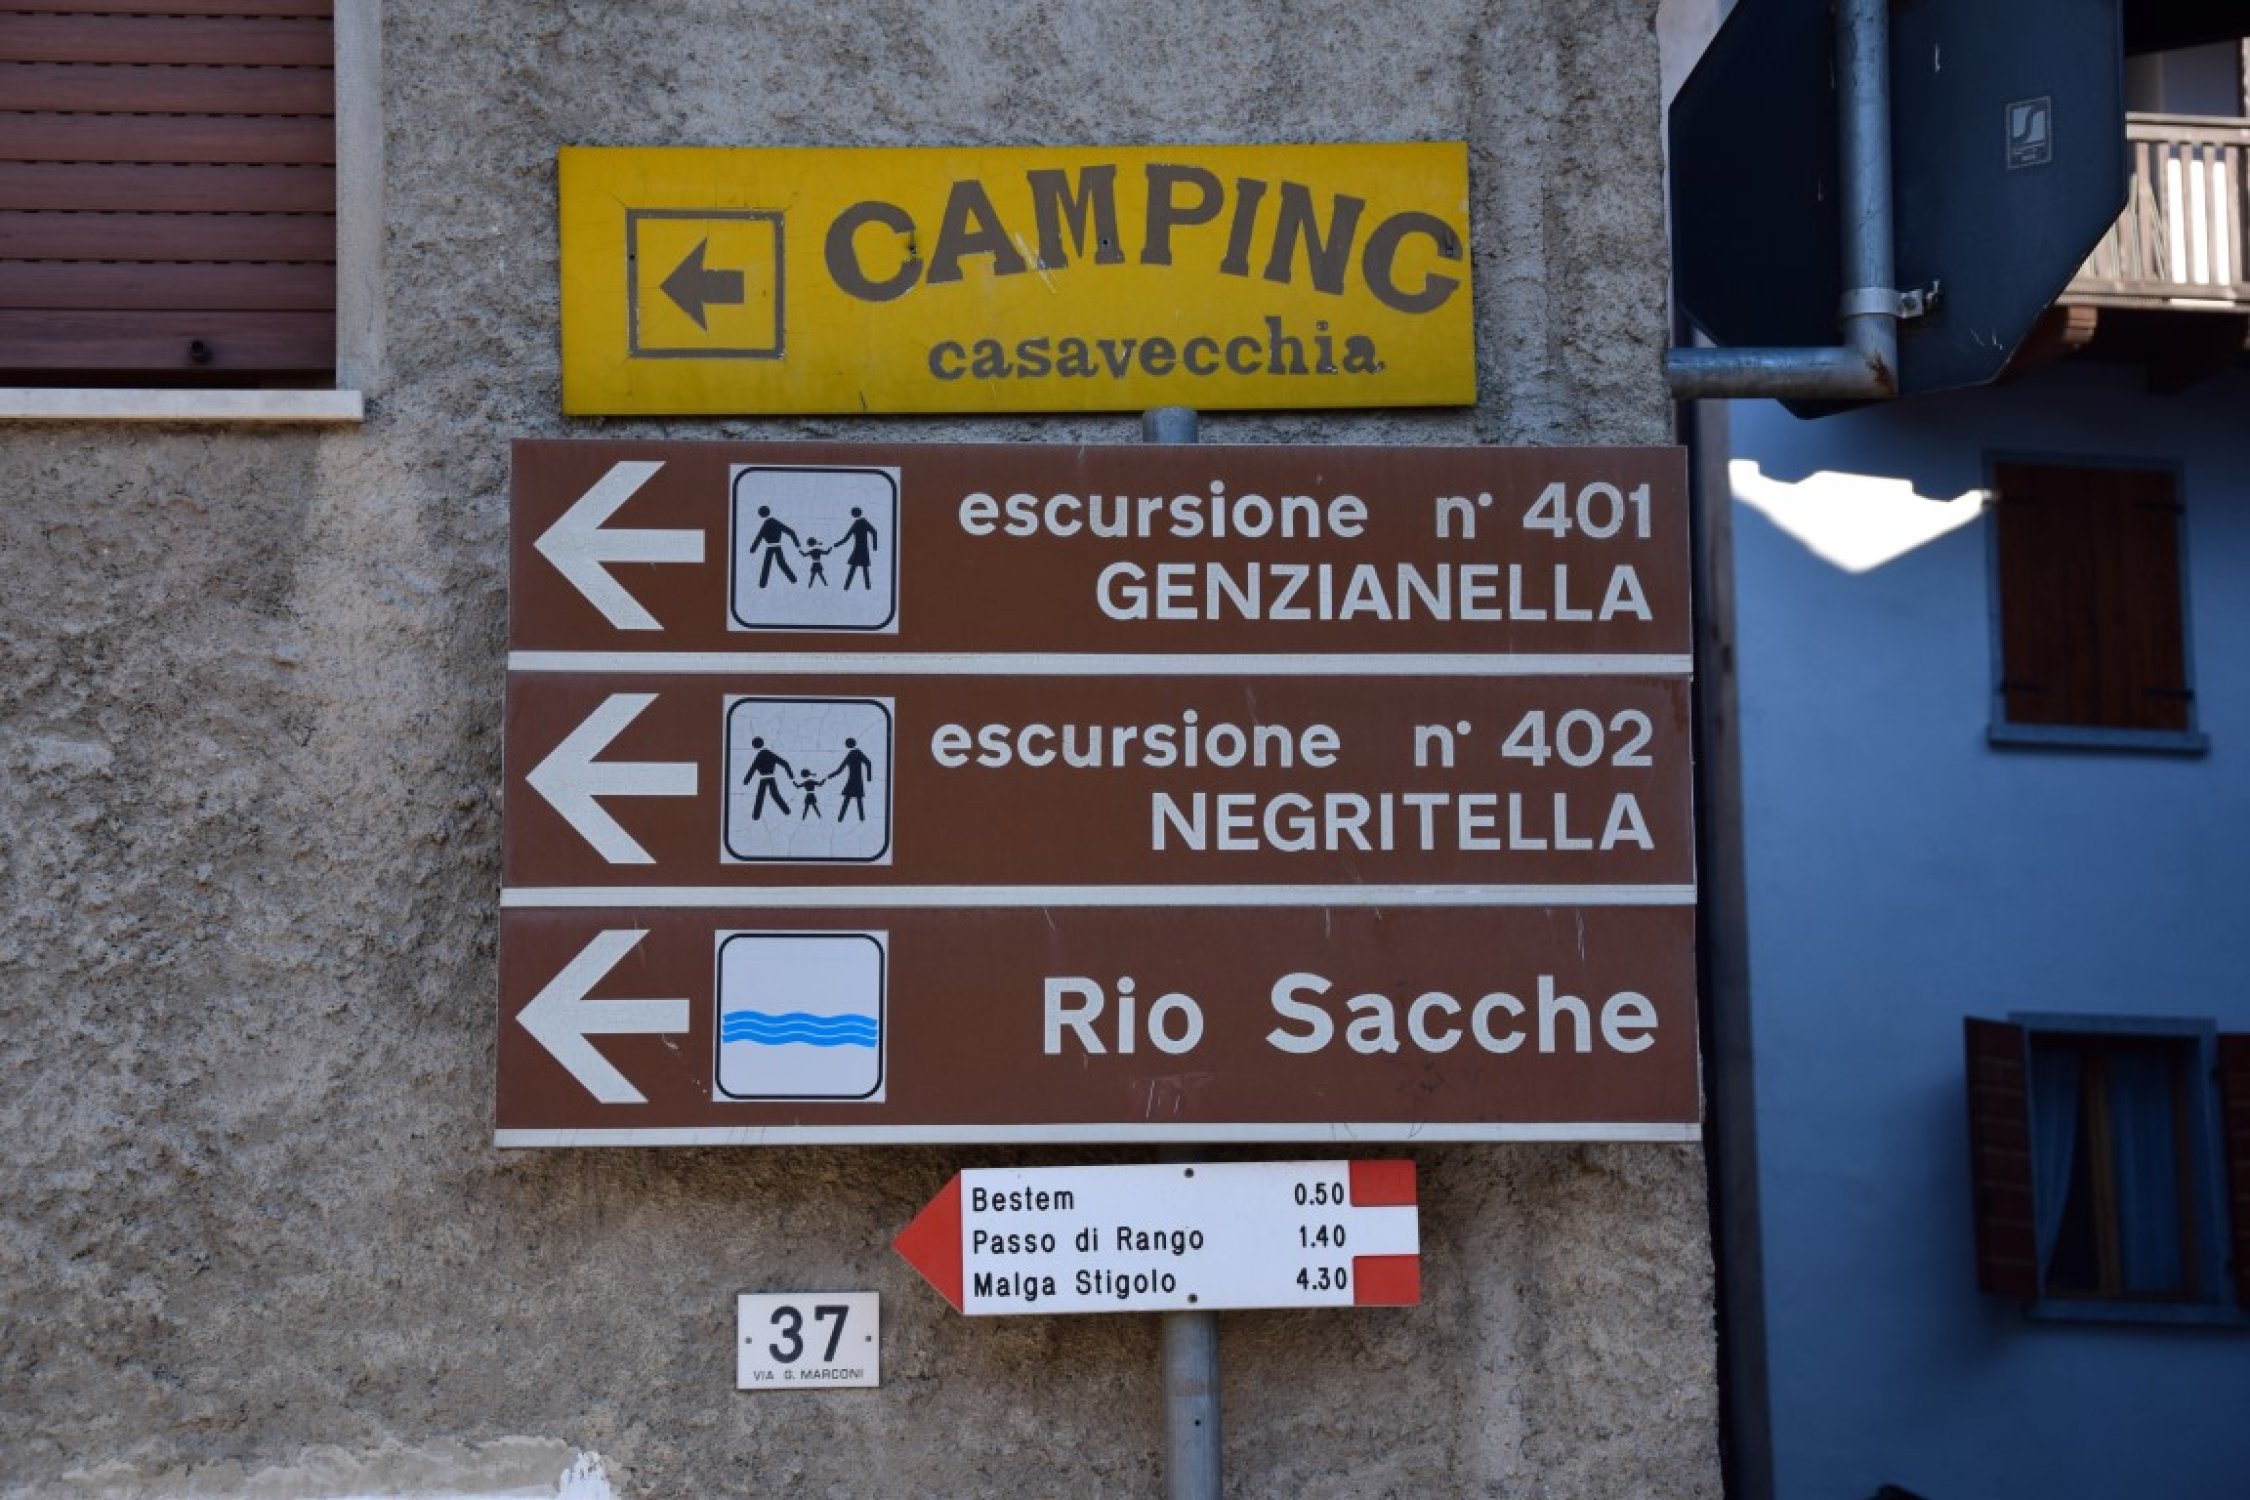 CAMPING
casavecchia
escursione n° 401
GENZIANELLA
escursione n° 402
NEGRITELLA
Rio Sacche
Bestem 0.50
Passo di Rango 1.40
Malga Stigolo 4.30
37
VIA G. MARCONI